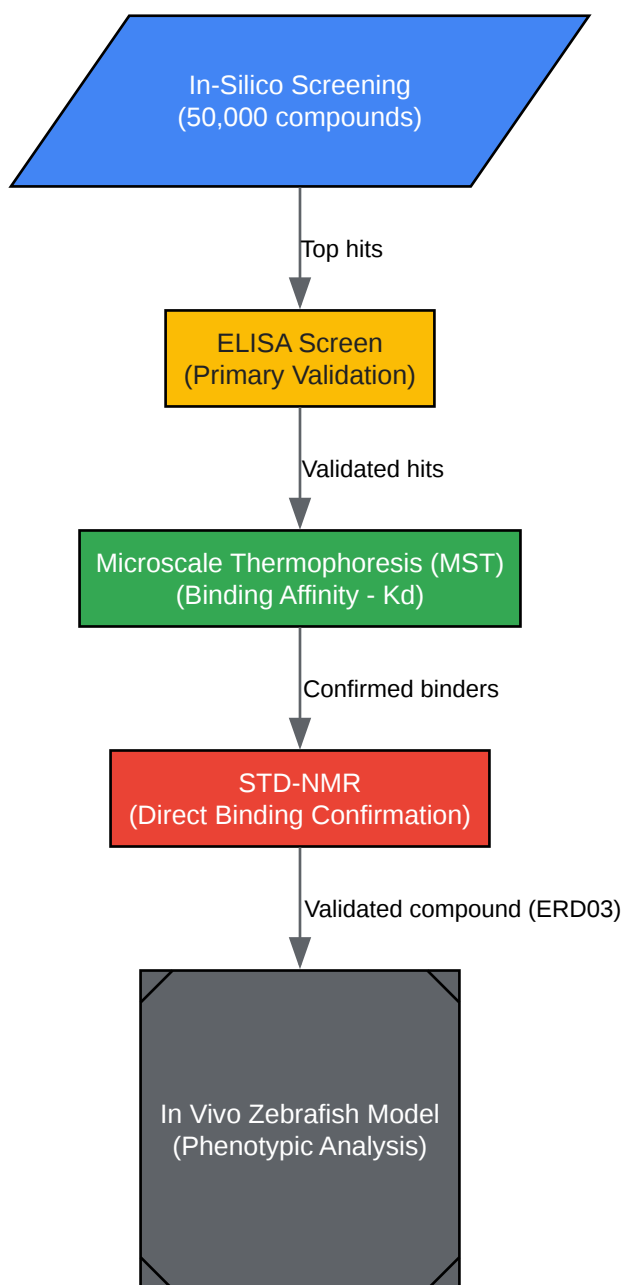 In-Silico Screening
(50,000 compounds)
Top hits
ELISA Screen
(Primary Validation)
Validated hits
Microscale Thermophoresis (MST)
(Binding Affinity - Kd)
Confirmed binders
STD-NMR
(Direct Binding Confirmation)
Validated compound (ERD03)
In Vivo Zebrafish Model
(Phenotypic Analysis)